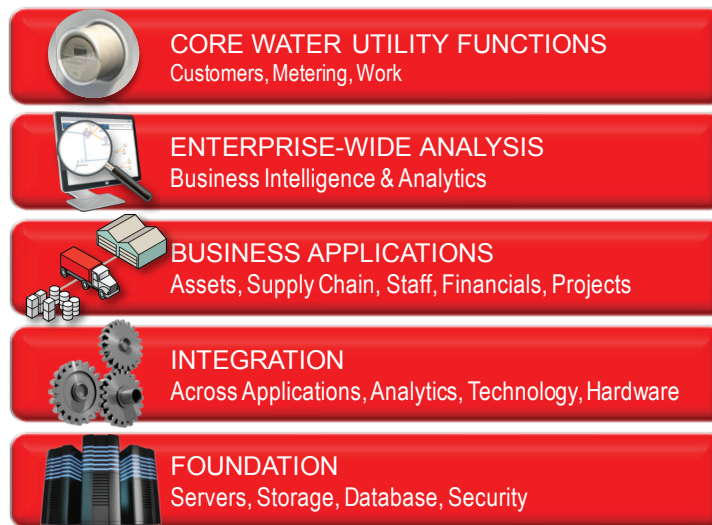 CORE WATER UTILITY FUNCTIONS
Customers, Metering, Work
ENTERPRISE-WIDE ANALYSIS
Business Intelligence & Analytics
BUSINESS APPLICATIONS
Assets, Supply Chain, Staff, Financials, Projects
INTEGRATION
Across Applications, Analytics, Technology, Hardware
FOUNDATION
Servers, Storage, Database, Security